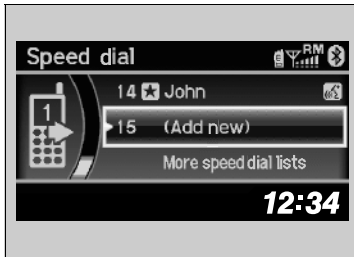 Speed dial RM
14 John
1
15 (Add new)
More speed dial lists
12:34